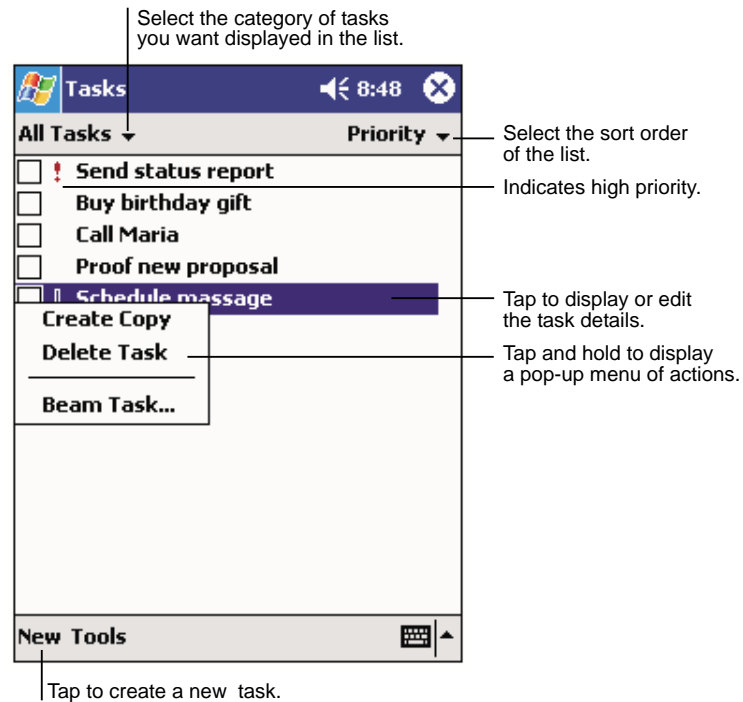 Select the category of tasks
you want displayed in the list.
Tasks 8:48
All Tasks Priority
Select the sort order
of the list.
! Send status report
Indicates high priority.
Buy birthday gift
Call Maria
Proof new proposal
Schedule massage
Tap to display or edit
the task details.
Create Copy
Delete Task
Tap and hold to display
a pop-up menu of actions.
Beam Task...
New Tools
Tap to create a new task.